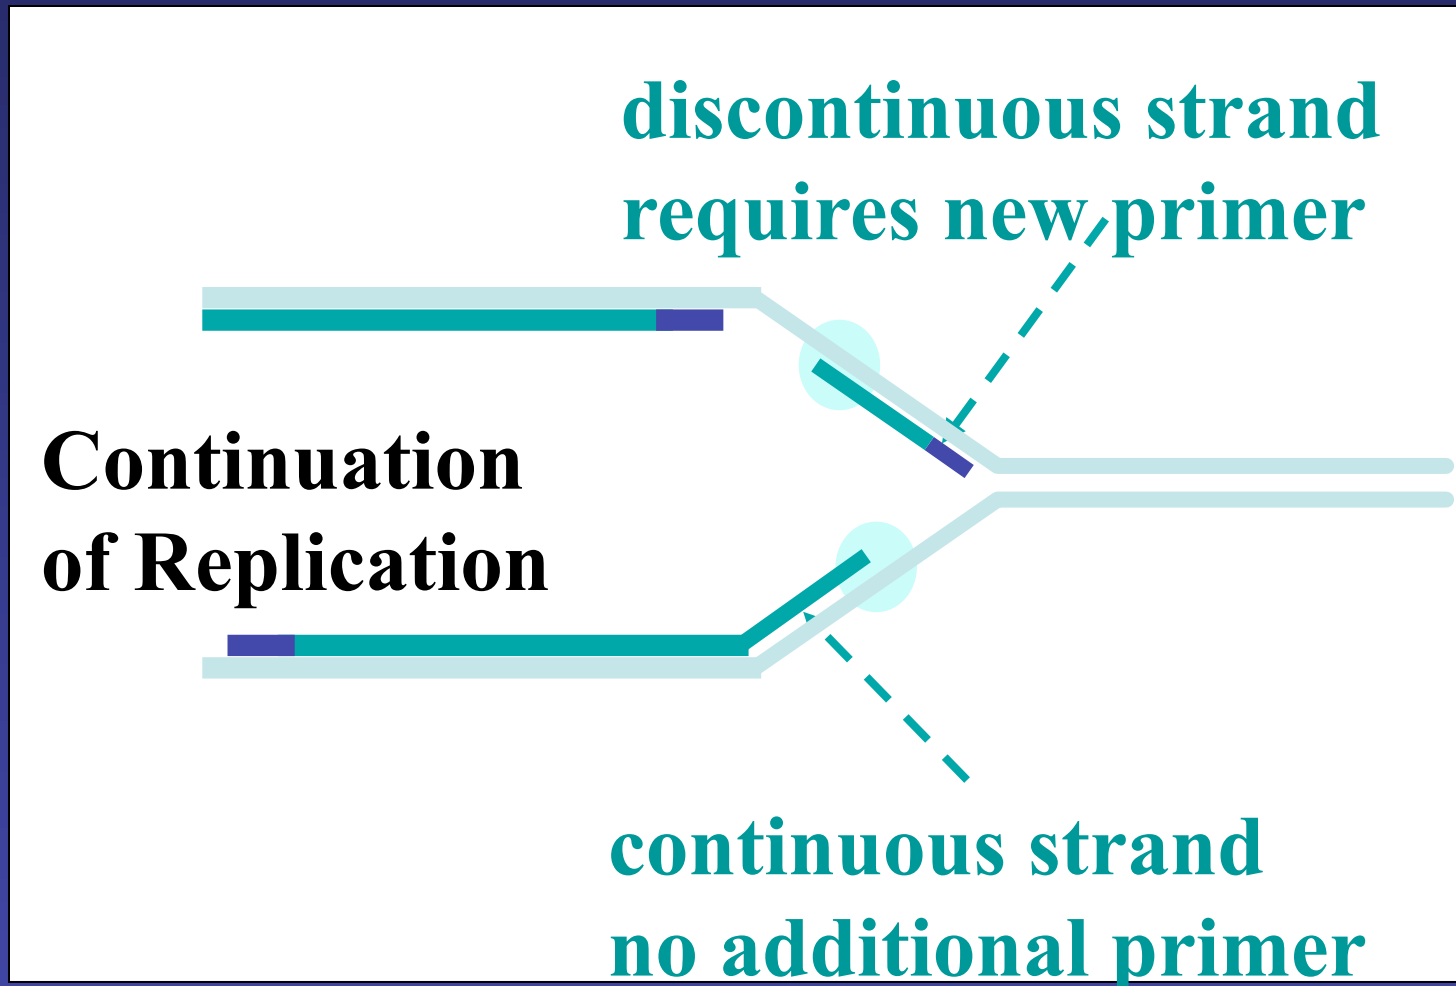 discontinuous strand
requires new primer
Continuation
of Replication
continuous strand
no additional primer